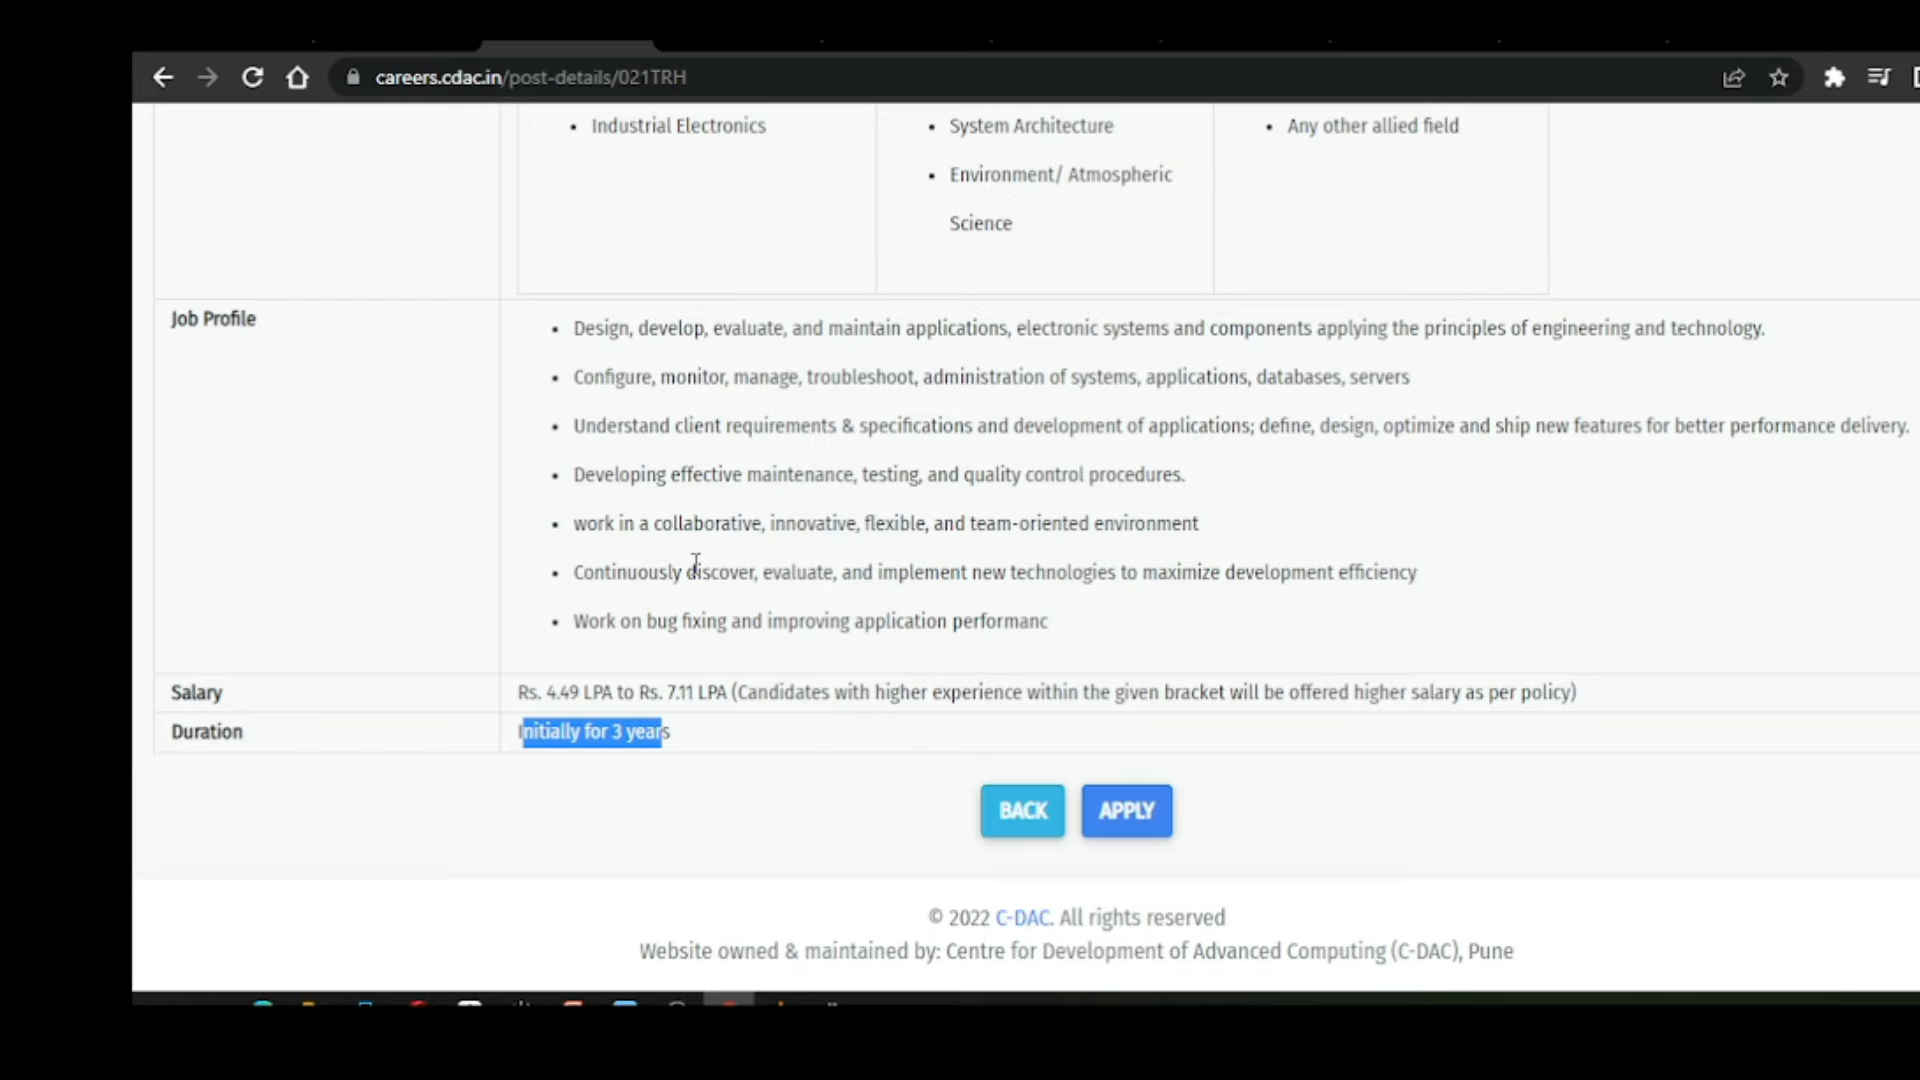 careers.cdac.in/post-details/021TRH
• Industrial Electronics
• System Architecture
• Any other allied field
• Environment/ Atmospheric
Science
Job Profile
• Design, develop, evaluate, and maintain applications, electronic systems and components applying the principles of engineering and technology.
• Configure, monitor, manage, troubleshoot, administration of systems, applications, databases, servers
• Understand client requirements & specifications and development of applications; define, design, optimize and ship new features for better performance delivery.
• Developing effective maintenance, testing, and quality control procedures.
• work in a collaborative, innovative, flexible, and team-oriented environment
• Continuously discover, evaluate, and implement new technologies to maximize development efficiency
• Work on bug fixing and improving application performanc
Salary
Rs. 4.49 LPA to Rs. 7.11 LPA (Candidates with higher experience within the given bracket will be offered higher salary as per policy)
Duration
Initially for 3 years
BACK
APPLY
© 2022 C-DAC. All rights reserved
Website owned & maintained by: Centre for Development of Advanced Computing (C-DAC), Pune